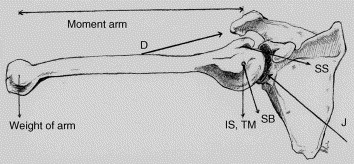 Moment arm
D
SS
J
Weight of arm
IS, TM
SB